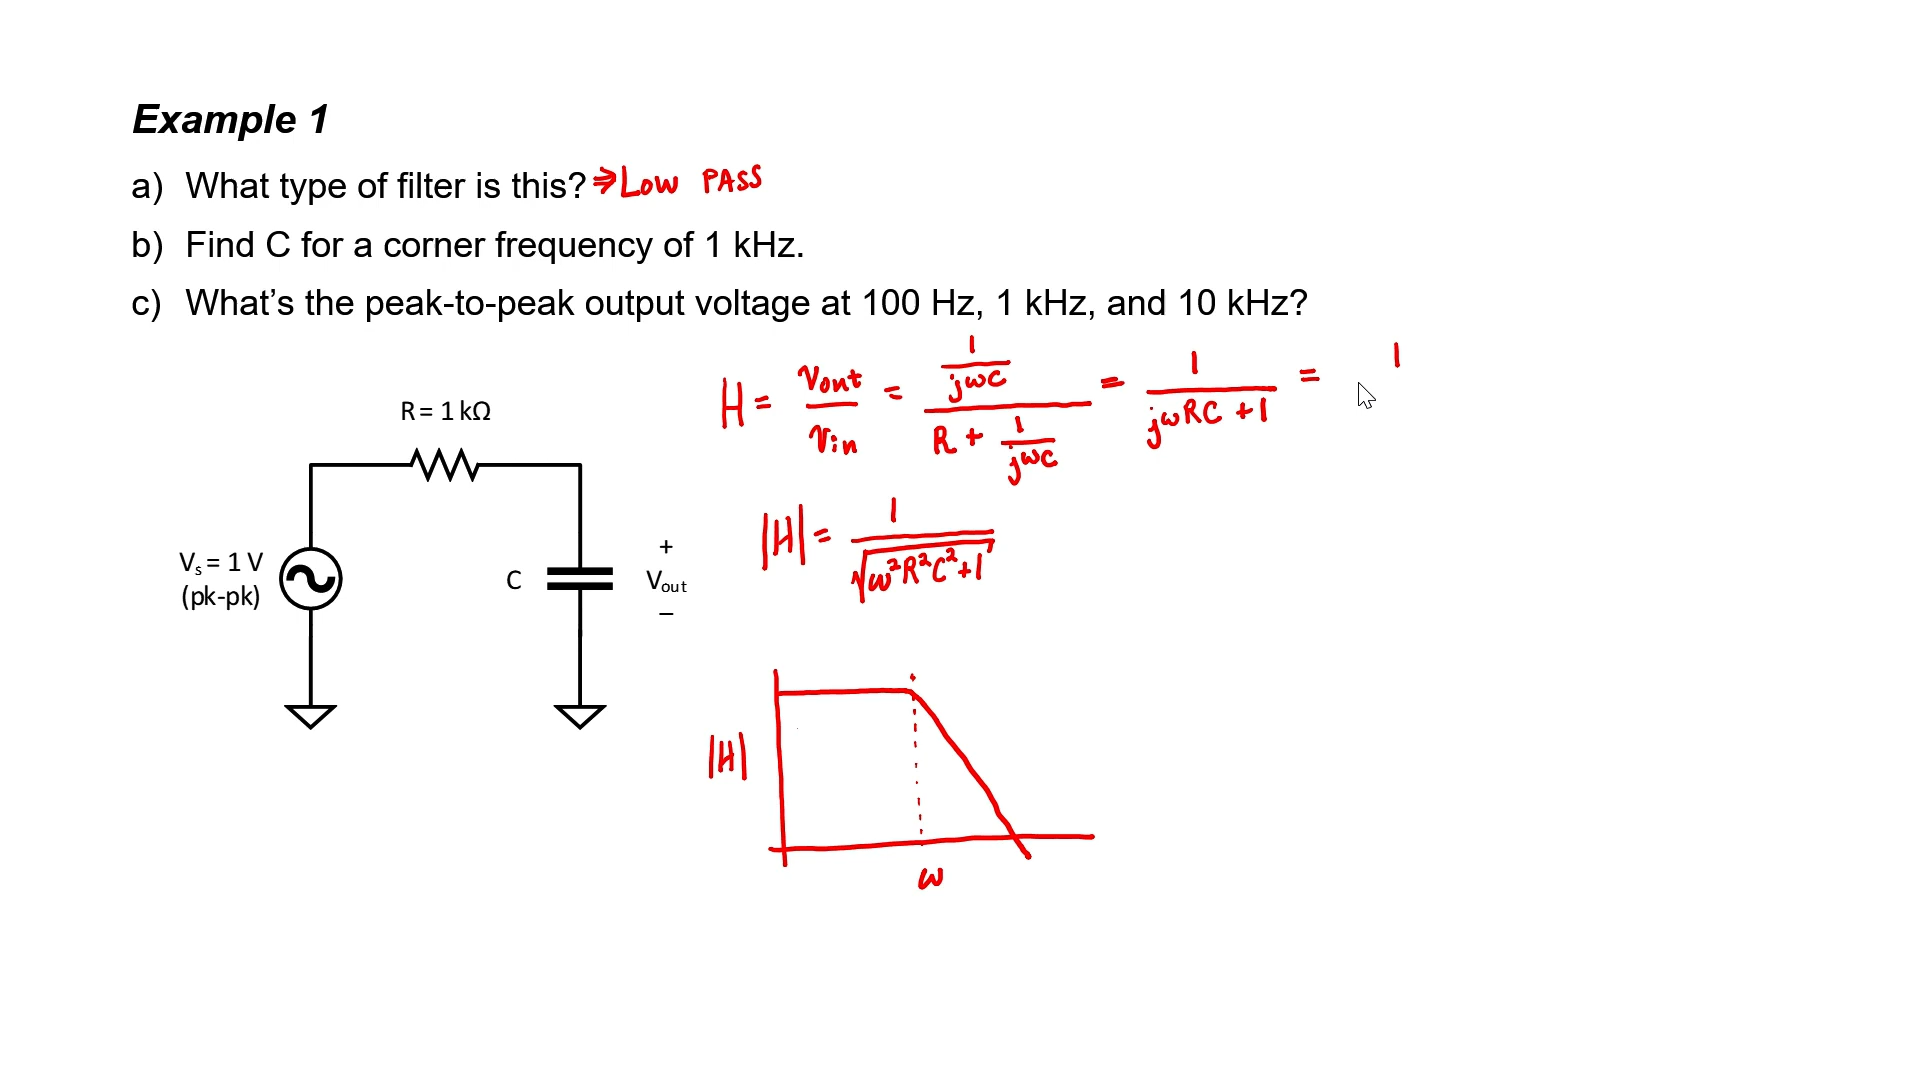 Example 1
a) What type of filter is this? ⇒ LOW PASS
b) Find C for a corner frequency of 1 kHz.
c) What’s the peak-to-peak output voltage at 100 Hz, 1 kHz, and 10 kHz?
H = Vout / Vin = (1 / jωC) / (R + 1 / jωC) = 1 / (jωRC + 1) = 1
R = 1 kΩ
|H| = 1 / √(ω²R²C² + 1)
Vs = 1 V
(pk-pk)
C
+
Vout
–
|H|
ω